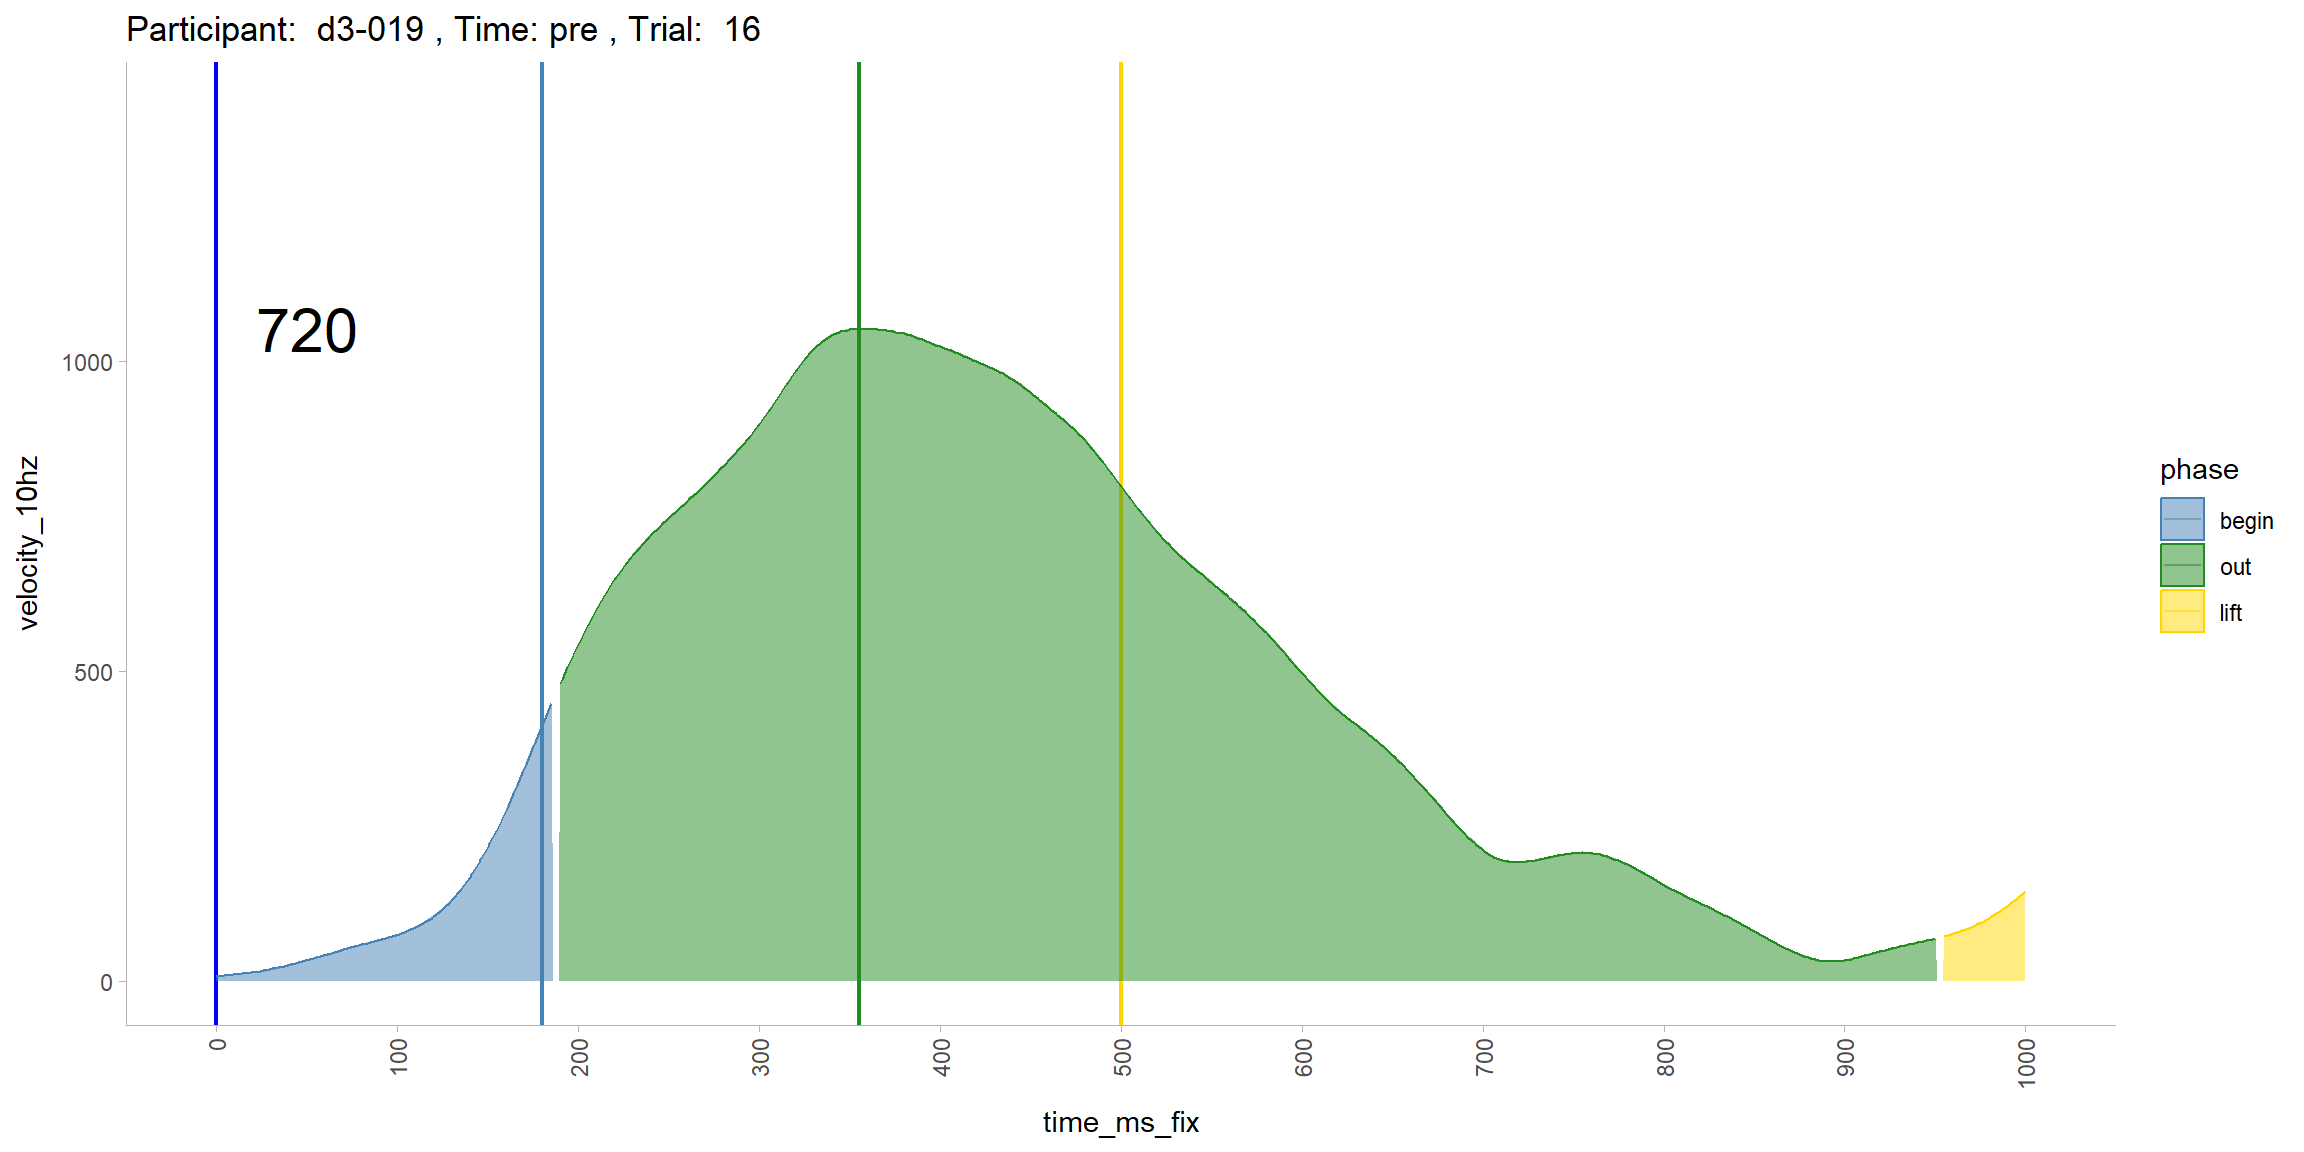 Participant:  d3-019 , Time: pre , Trial:  16
720
1000
500
0
velocity_10hz
0
100
200
300
400
500
600
700
800
900
1000
time_ms_fix
phase
begin
out
lift